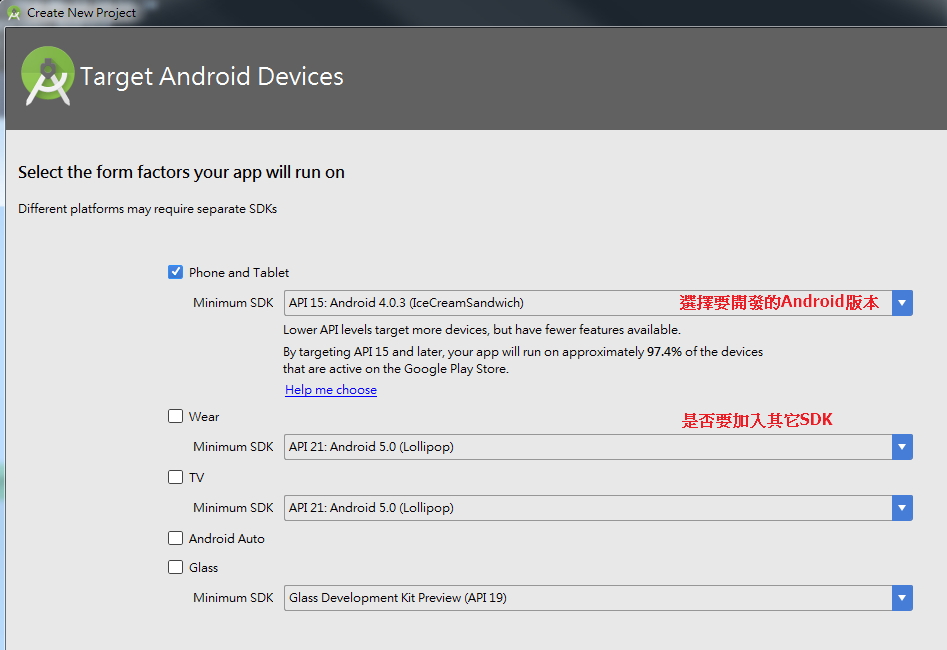 Create New Project
Target Android Devices
Select the form factors your app will run on
Different platforms may require separate SDKs
Phone and Tablet
Minimum SDK API 15: Android 4.0.3 (IceCreamSandwich) 選擇要開發的Android版本
Lower API levels target more devices, but have fewer features available.
By targeting API 15 and later, your app will run on approximately 97.4% of the devices
that are active on the Google Play Store.
Help me choose
Wear 是否要加入其它SDK
Minimum SDK API 21: Android 5.0 (Lollipop)
TV
Minimum SDK API 21: Android 5.0 (Lollipop)
Android Auto
Glass
Minimum SDK Glass Development Kit Preview (API 19)